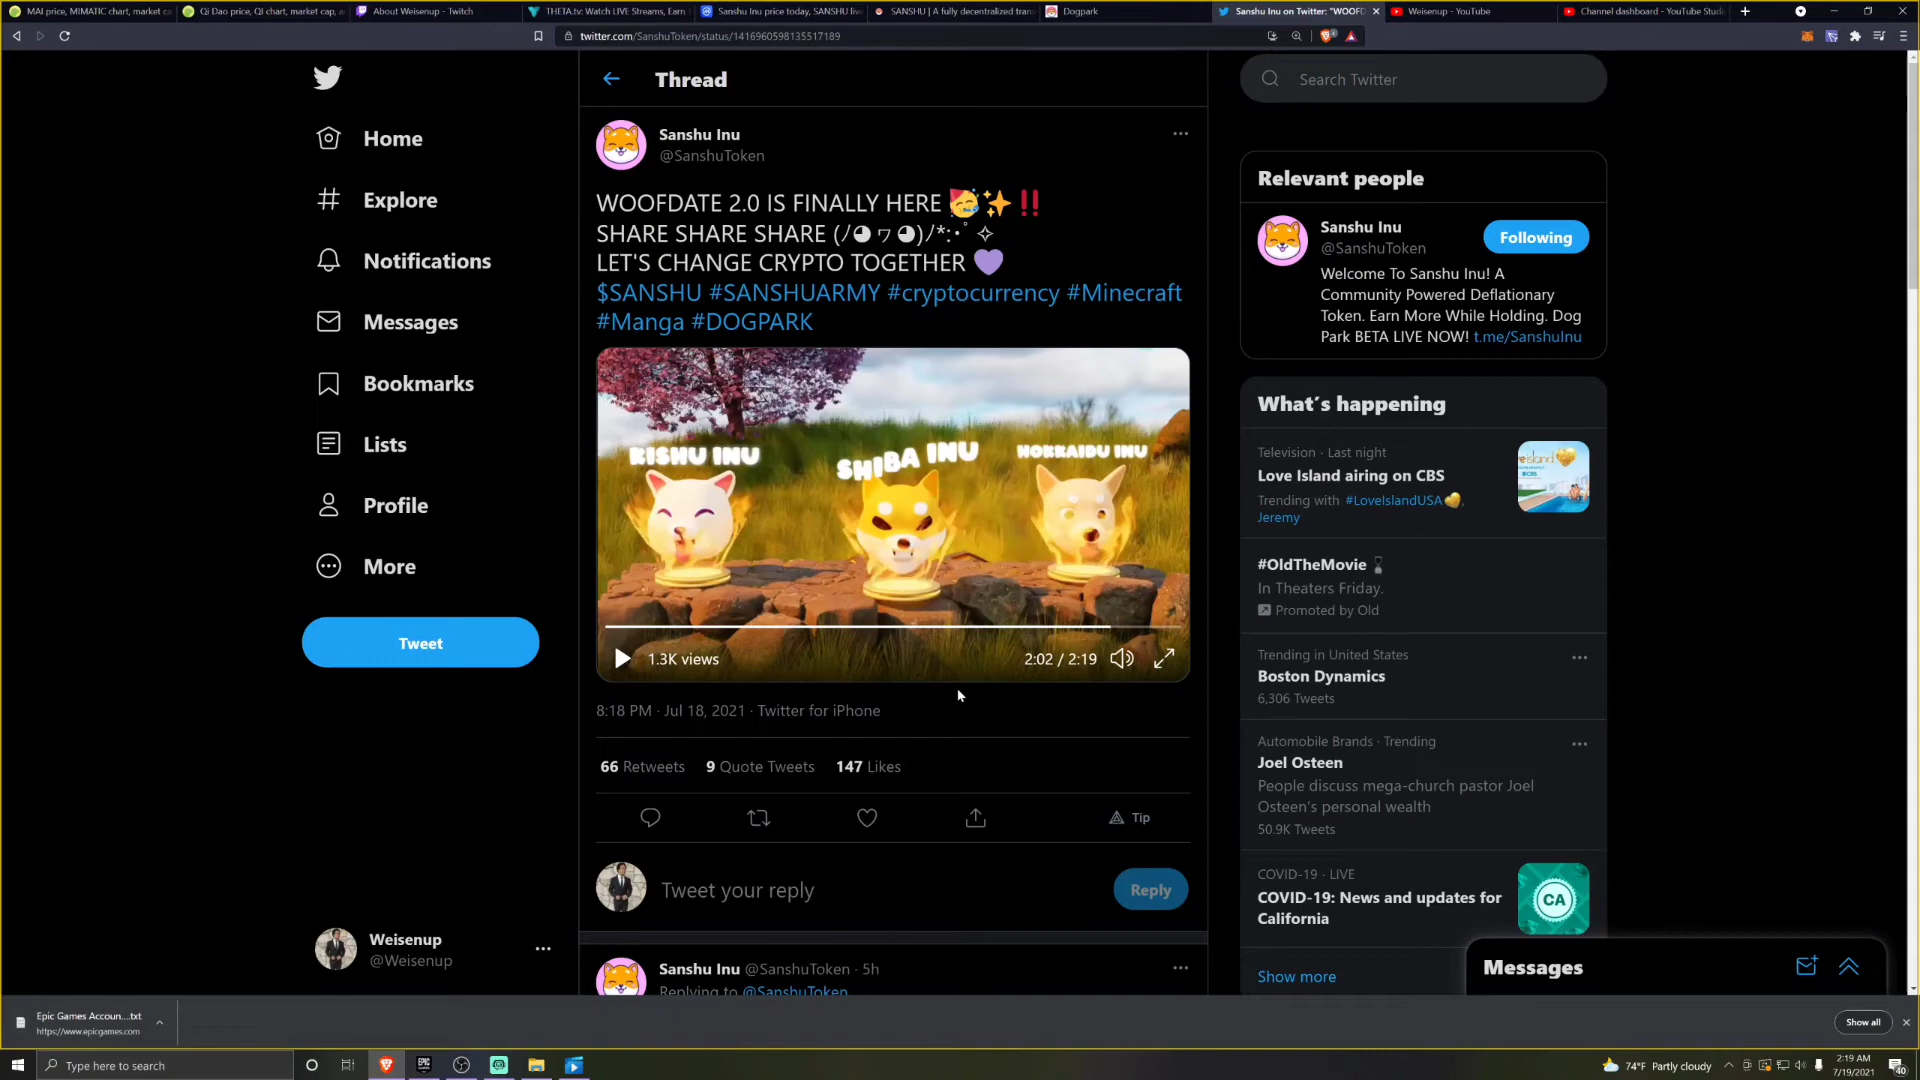 MAI price, MIMATIC chart, market ca
Qi Dao price, QI chart, market cap, a
About Weisenup - Twitch
THETA.tv: Watch LIVE Streams, Earn
Sanshu Inu price today, SANSHU live
SANSHU | A fully decentralized tran
Dogpark
Sanshu Inu on Twitter: "WOOFD
Weisenup - YouTube
Channel dashboard - YouTube Studi
twitter.com/SanshuToken/status/1416960598135517189
Home
Explore
Notifications
Messages
Bookmarks
Lists
Profile
More
Tweet
Weisenup
@Weisenup
Thread
Sanshu Inu
@SanshuToken
WOOFDATE 2.0 IS FINALLY HERE 🥳✨‼️
SHARE SHARE SHARE (ﾉ◕ヮ◕)ﾉ*:・ﾟ✧
LET'S CHANGE CRYPTO TOGETHER 💜
$SANSHU #SANSHUARMY #cryptocurrency #Minecraft
#Manga #DOGPARK
KISHU INU
SHIBA INU
HOKKAIDU INU
1.3K views
2:02 / 2:19
8:18 PM · Jul 18, 2021 · Twitter for iPhone
66 Retweets 9 Quote Tweets 147 Likes
Tip
Tweet your reply
Reply
Sanshu Inu @SanshuToken · 5h
Replying to @SanshuToken
Search Twitter
Relevant people
Sanshu Inu
@SanshuToken
Following
Welcome To Sanshu Inu! A
Community Powered Deflationary
Token. Earn More While Holding. Dog
Park BETA LIVE NOW! t.me/SanshuInu
What's happening
Television · Last night
Love Island airing on CBS
Trending with #LoveIslandUSA,
Jeremy
#OldTheMovie
In Theaters Friday.
Promoted by Old
Trending in United States
Boston Dynamics
6,306 Tweets
Automobile Brands · Trending
Joel Osteen
People discuss mega-church pastor Joel
Osteen's personal wealth
50.9K Tweets
COVID-19 · LIVE
COVID-19: News and updates for
California
CA
Show more
Messages
Epic Games Accoun....txt
https://www.epicgames.com
Show all
Type here to search
EPIC
74°F Partly cloudy
2:19 AM
7/19/2021
40